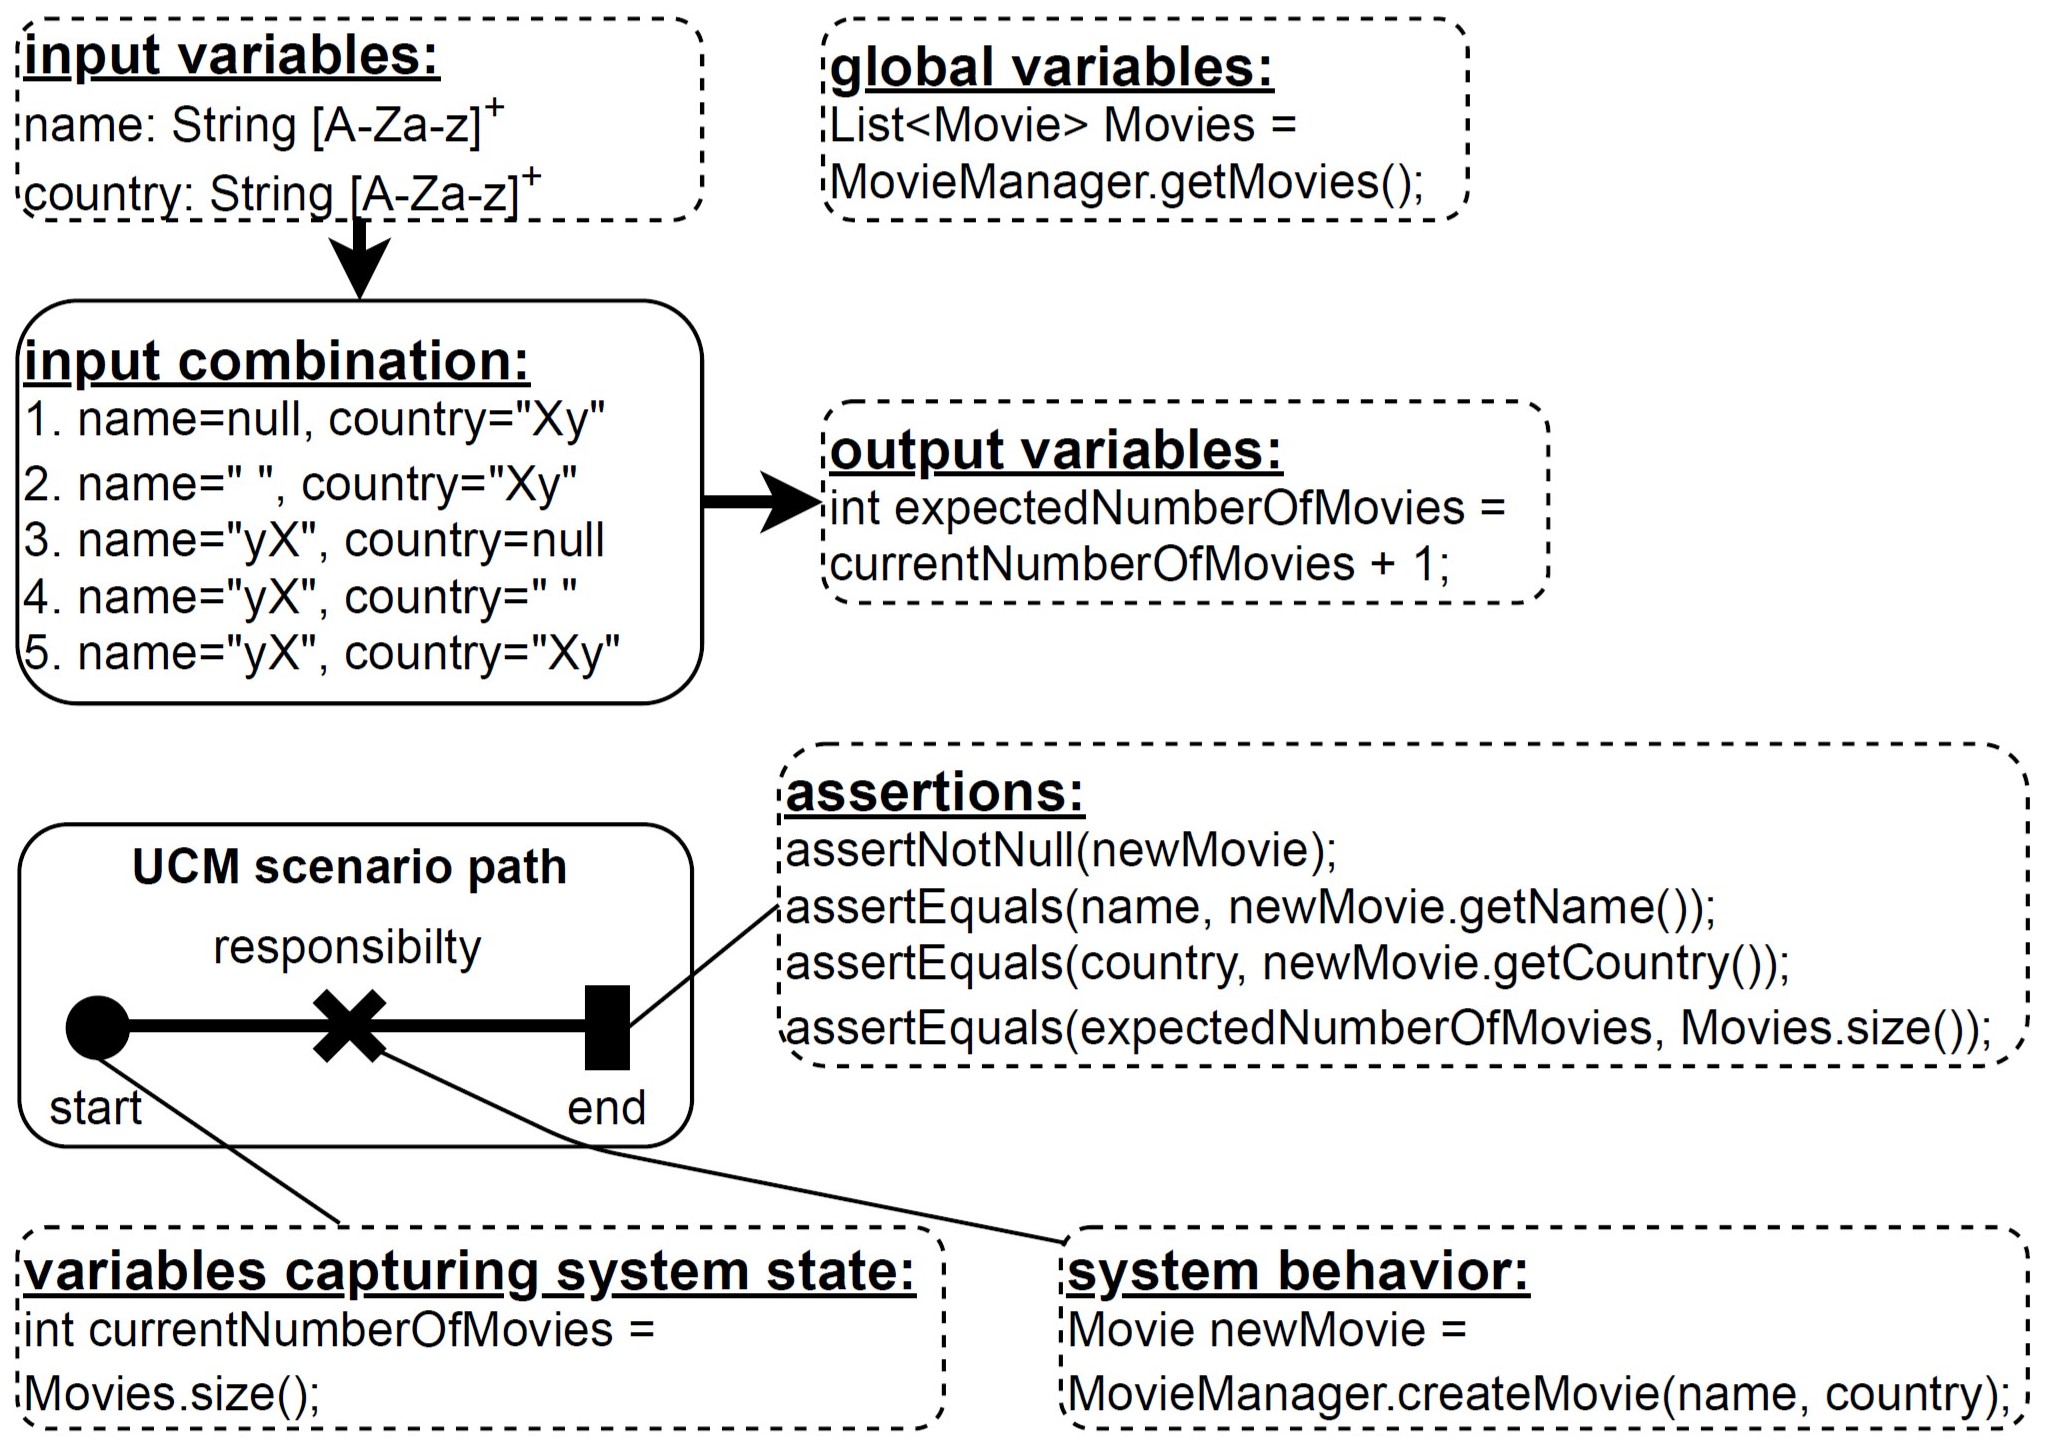 input variables:
name: String [A-Za-z]+
country: String [A-Za-z]+
global variables:
List<Movie> Movies =
MovieManager.getMovies();
input combination:
1. name=null, country="Xy"
2. name=" ", country="Xy"
3. name="yX", country=null
4. name="yX", country=" "
5. name="yX", country="Xy"
output variables:
int expectedNumberOfMovies =
currentNumberOfMovies + 1;
UCM scenario path
responsibilty
start
end
assertions:
assertNotNull(newMovie);
assertEquals(name, newMovie.getName());
assertEquals(country, newMovie.getCountry());
assertEquals(expectedNumberOfMovies, Movies.size());
variables capturing system state:
int currentNumberOfMovies =
Movies.size();
system behavior:
Movie newMovie =
MovieManager.createMovie(name, country);